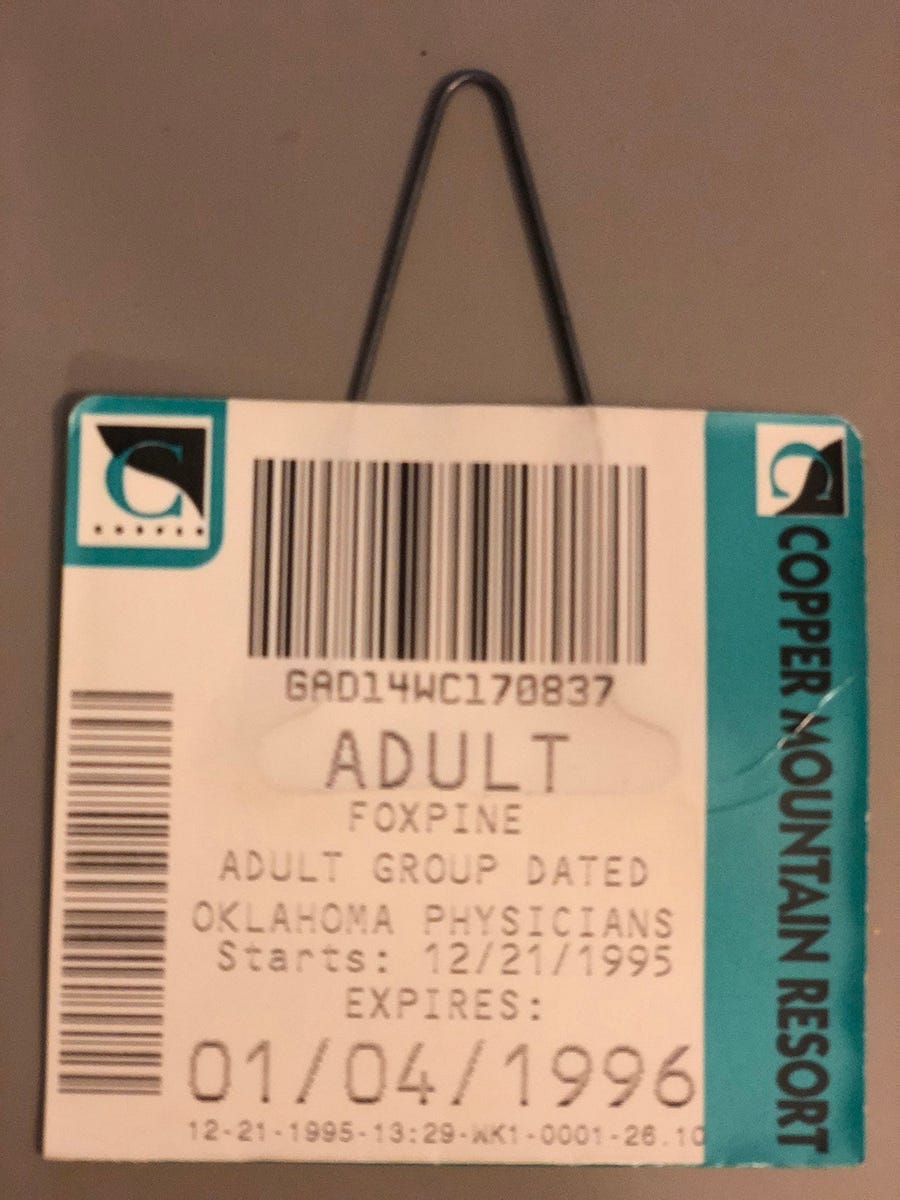 C
COPPER
GAD14WC170837
ADULT
FOXPINE
ADULT GROUP DATED
OKLAHOMA PHYSICIANS
Starts: 12/21/1995
EXPIRES:
01/04/1996
12-21-1995-13:29-WK1-0001-26.10
C
COPPER MOUNTAIN RESORT